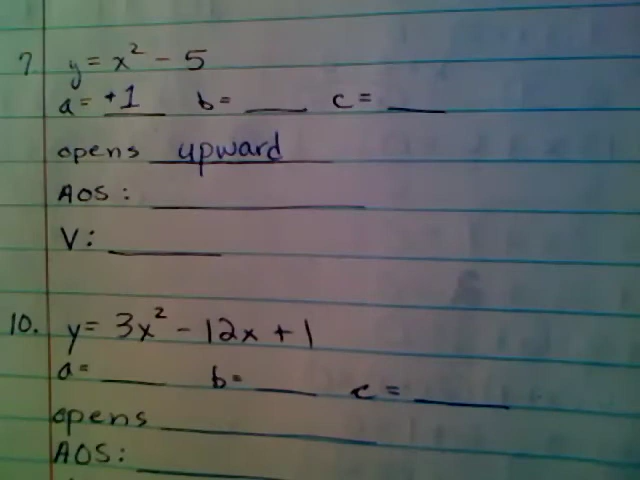 7. y = x² - 5
a = +1 b = ___ c = ___
opens upward
AOS: ___
V: ___
10. y = 3x² - 12x + 1
a = ___ b = ___ c = ___
opens ___
AOS: ___